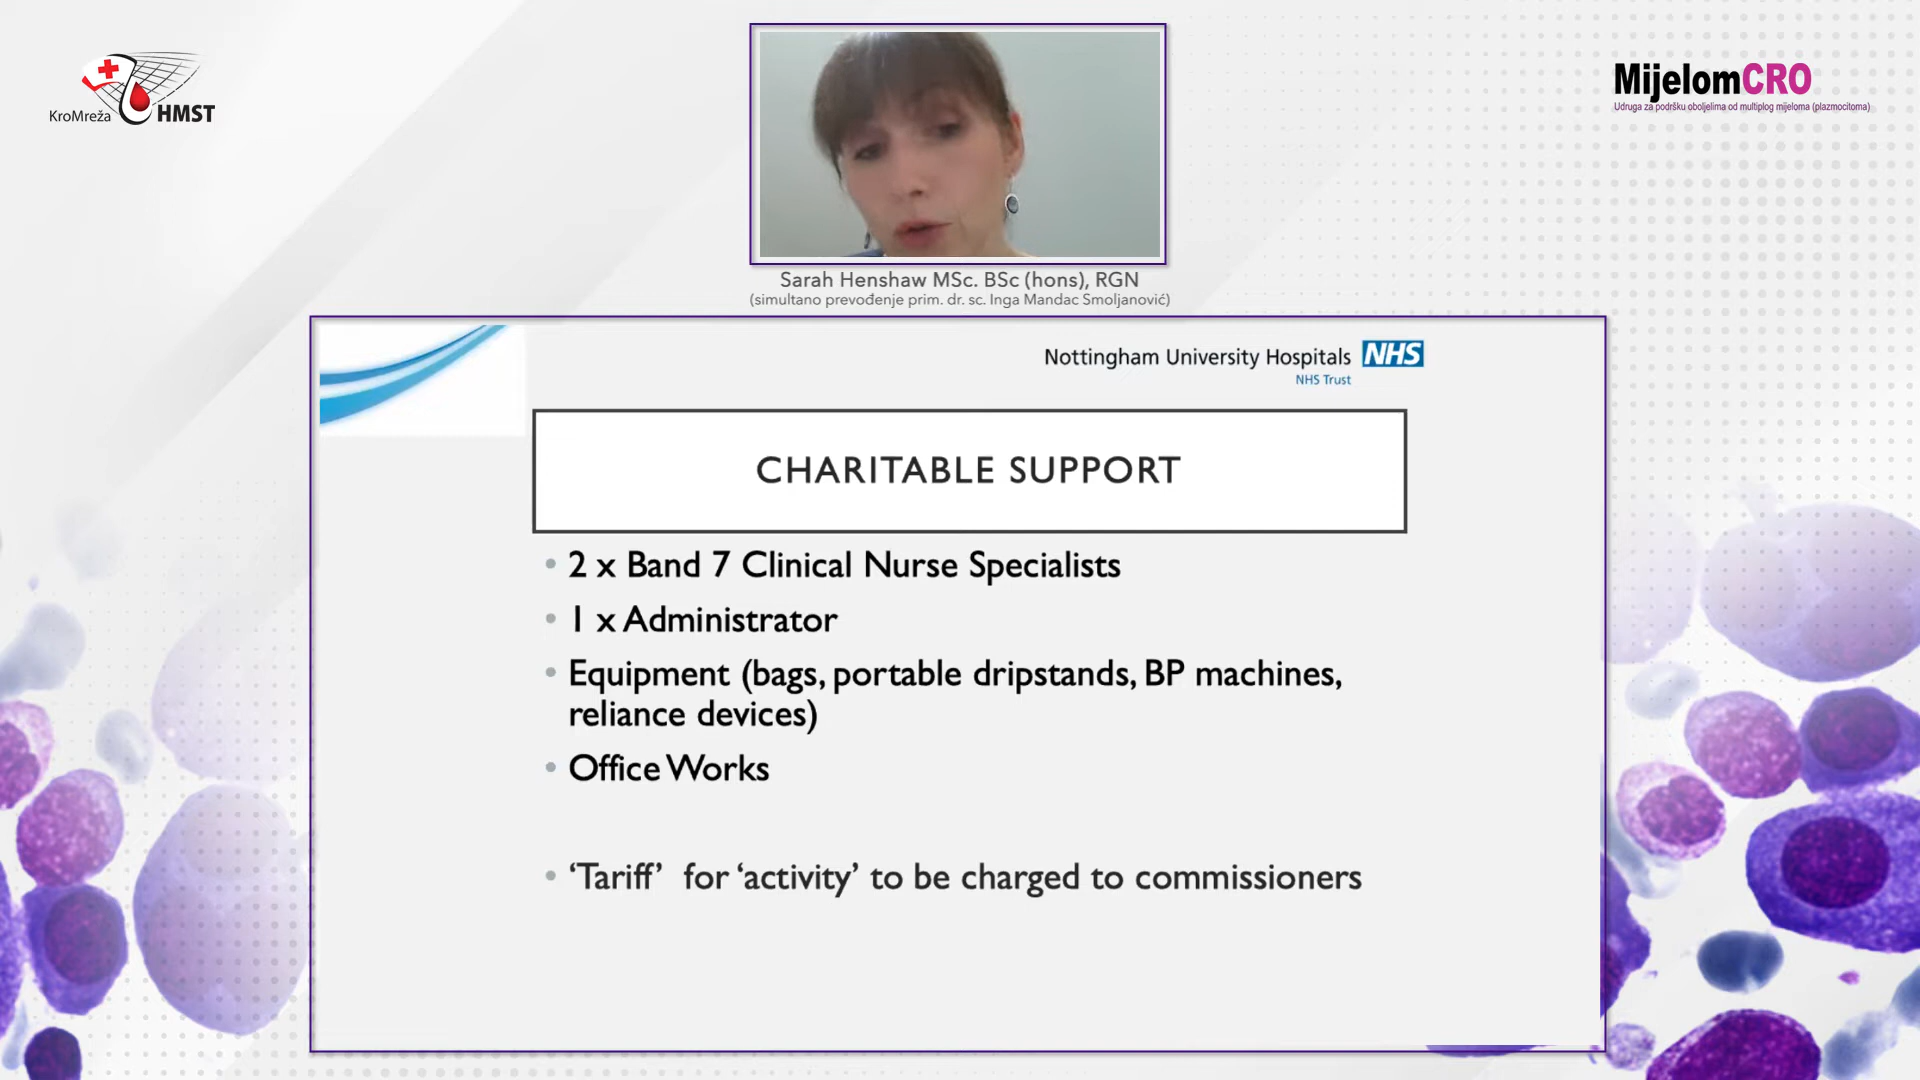 KroMreža HMST
MijelomCRO
Udruga za podršku oboljelima od multiplog mijeloma (plazmocitoma)
Sarah Henshaw MSc. BSc (hons), RGN
(simultano prevođenje prim. dr. sc. Inga Mandac Smoljanović)
Nottingham University Hospitals NHS
NHS Trust
CHARITABLE SUPPORT
• 2 x Band 7 Clinical Nurse Specialists
• 1 x Administrator
• Equipment (bags, portable dripstands, BP machines,
reliance devices)
• Office Works
• ‘Tariff’ for ‘activity’ to be charged to commissioners